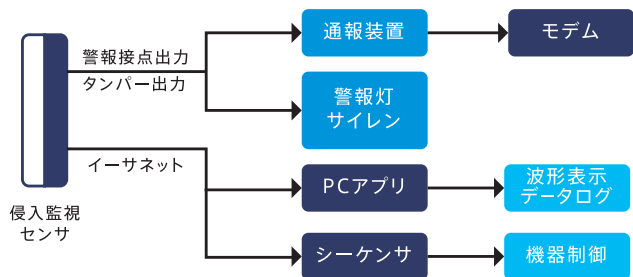 通報装置
モデム
警報接点出力
タンパー出力
警報灯
サイレン
イーサネット
PCアプリ
波形表示
データログ
侵入監視
センサ
シーケンサ
機器制御